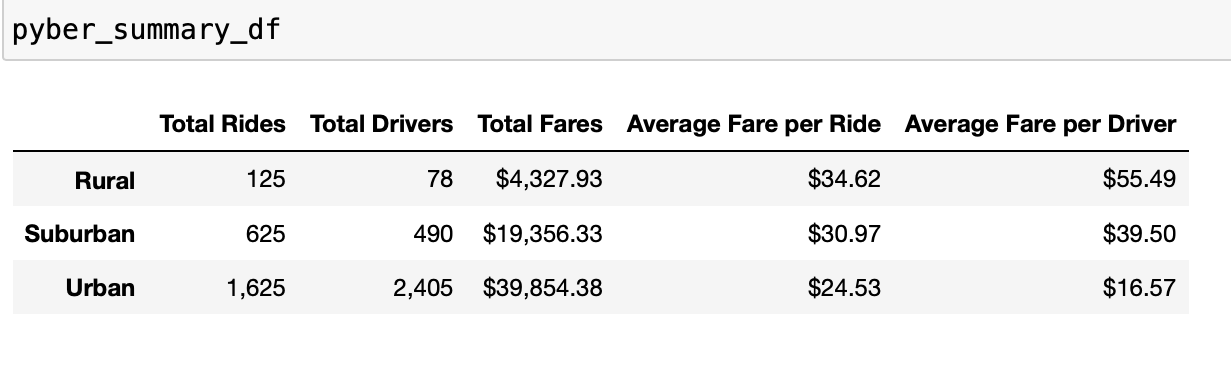 pyber_summary_df
Total Rides Total Drivers Total Fares Average Fare per Ride Average Fare per Driver
Rural 125 78 $4,327.93 $34.62 $55.49
Suburban 625 490 $19,356.33 $30.97 $39.50
Urban 1,625 2,405 $39,854.38 $24.53 $16.57